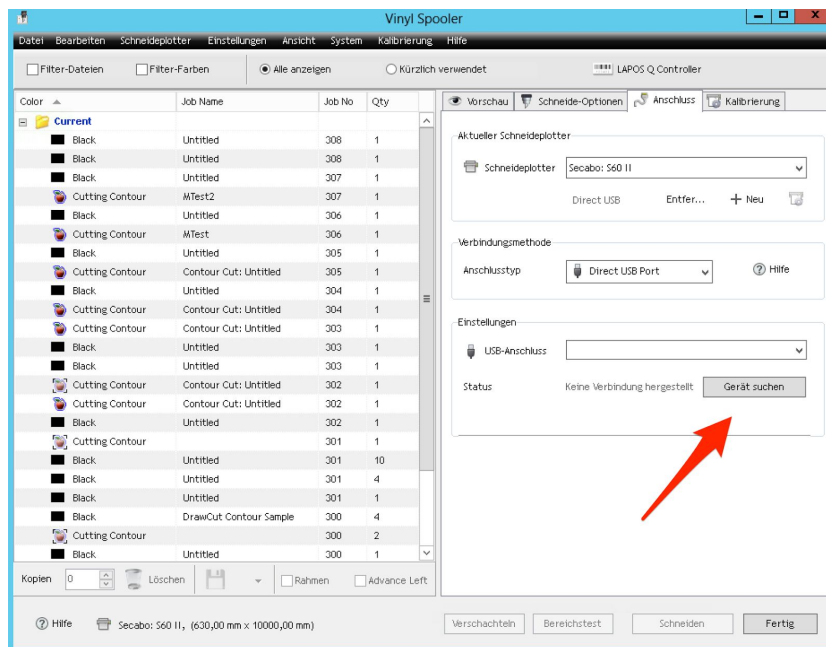 Vinyl Spooler
Datei Bearbeiten Schneideplotter Einstellungen Ansicht System Kalibrierung Hilfe
Filter-Dateien Filter-Farben Alle anzeigen Kürzlich verwendet LAPOS Q Controller
Color Job Name Job No Qty
Current
Black Untitled 308 1
Black Untitled 308 1
Black Untitled 307 1
Cutting Contour MTest2 307 1
Black Untitled 306 1
Cutting Contour MTest 306 1
Black Untitled 305 1
Cutting Contour Contour Cut: Untitled 305 1
Black Untitled 304 1
Cutting Contour Contour Cut: Untitled 304 1
Cutting Contour Contour Cut: Untitled 303 1
Black Untitled 303 1
Black Untitled 303 1
Cutting Contour Contour Cut: Untitled 302 1
Cutting Contour Contour Cut: Untitled 302 1
Black Untitled 302 1
Cutting Contour 301 1
Black Untitled 301 10
Black Untitled 301 4
Black Untitled 301 1
Black DrawCut Contour Sample 300 4
Cutting Contour 300 2
Black Untitled 300 1
Kopien 0 Löschen Rahmen Advance Left
Vorschau Schneide-Optionen Anschluss Kalibrierung
Aktueller Schneideplotter
Schneideplotter Secabo: S60 II
Direct USB Entfer... Neu
Verbindungsmethode
Anschlusstyp Direct USB Port Hilfe
Einstellungen
USB-Anschluss
Status Keine Verbindung hergestellt Gerät suchen
Hilfe Secabo: S60 II, (630,00 mm x 10000,00 mm) Verschachteln Bereichstest Schneiden Fertig